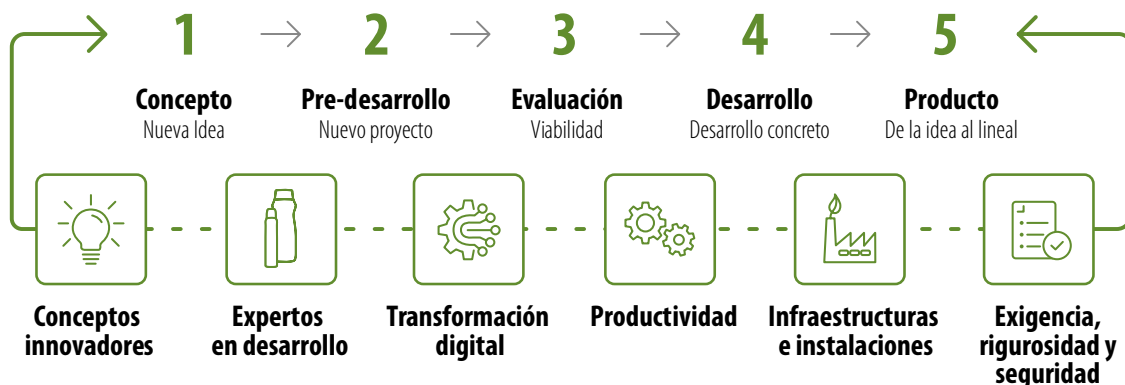 1
2
3
4
5
Concepto
Nueva Idea
Pre-desarrollo
Nuevo proyecto
Evaluación
Viabilidad
Desarrollo
Desarrollo concreto
Producto
De la idea al lineal
Conceptos
innovadores
Expertos
en desarrollo
Transformación
digital
Productividad
Infraestructuras
e instalaciones
Exigencia,
rigurosidad y
seguridad